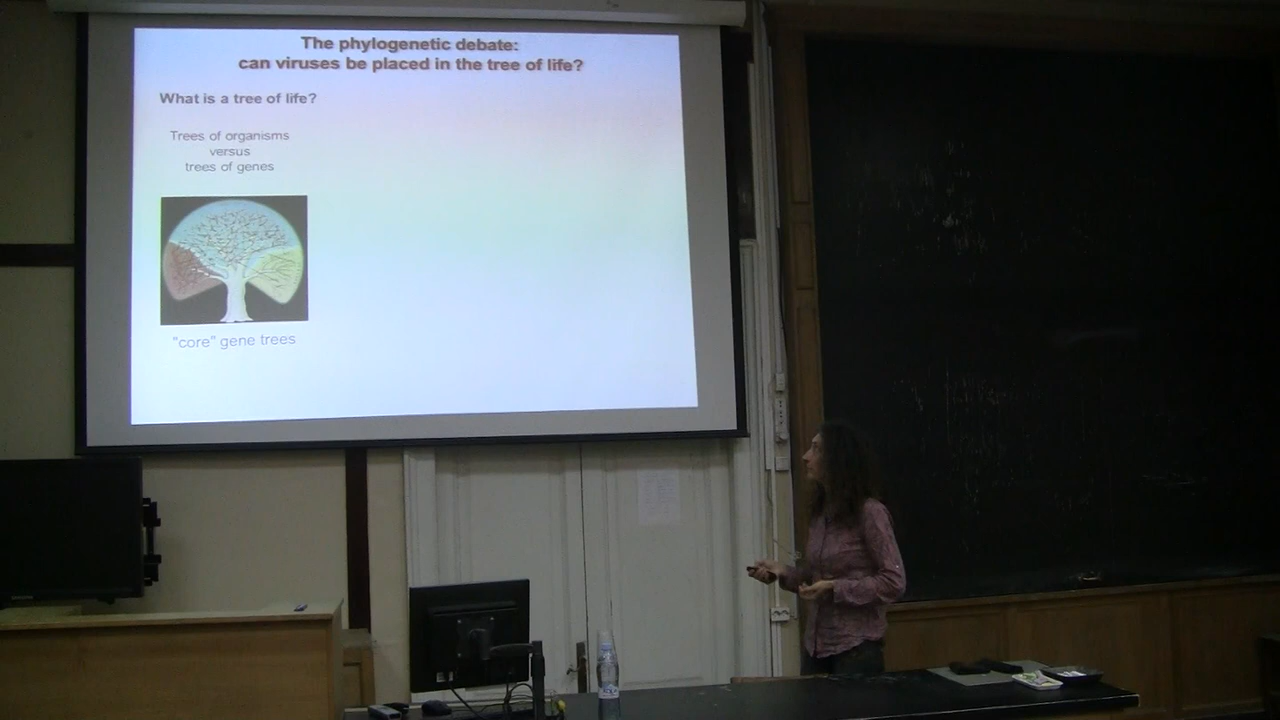 The phylogenetic debate:
can viruses be placed in the tree of life?
What is a tree of life?
Trees of organisms
versus
trees of genes
"core" gene trees